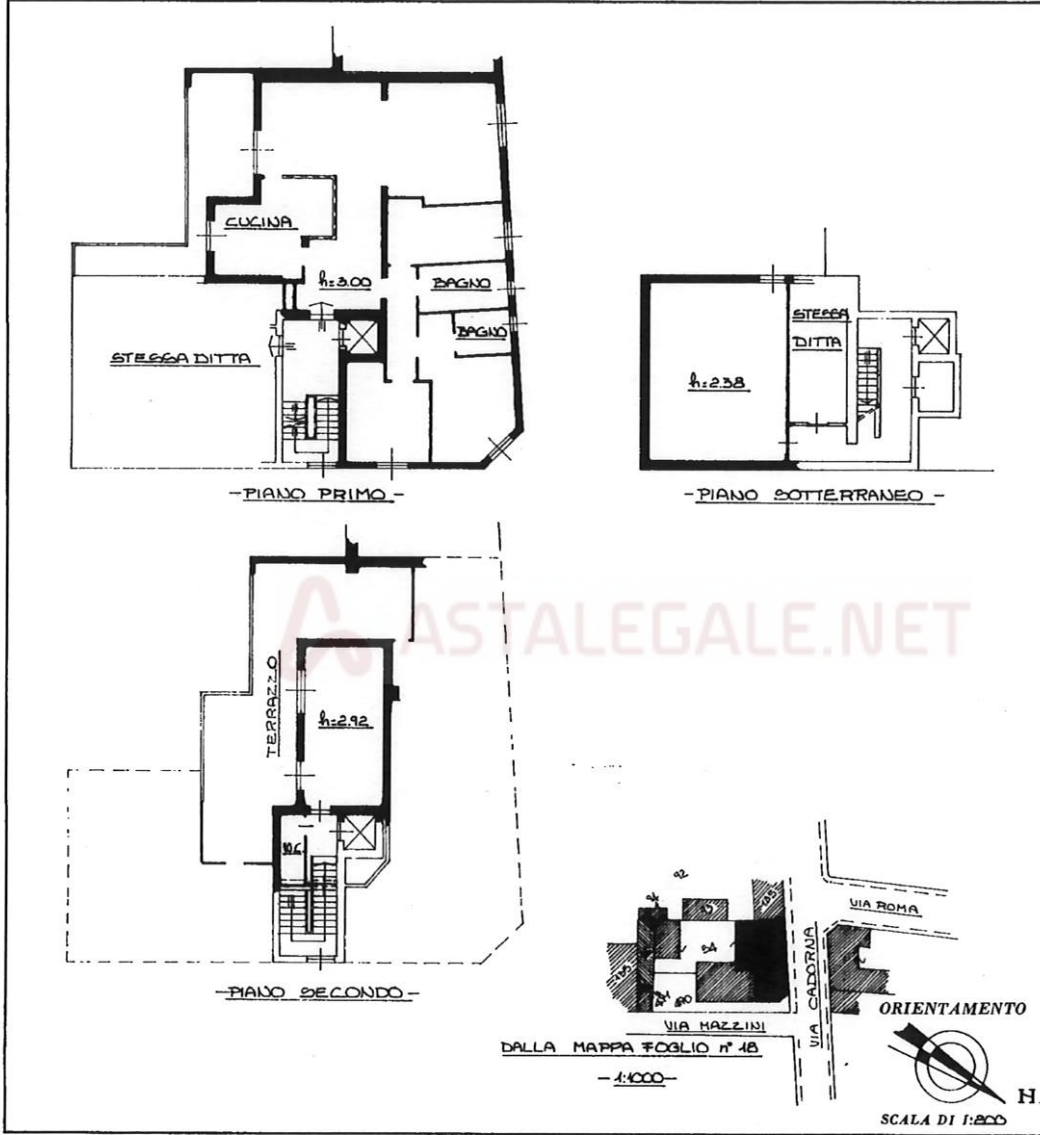 CUCINA
h=3.00
BAGNO
BAGNO
STESSA DITTA
-PIANO PRIMO-
STESSA
DITTA
h=2.38
-PIANO SOTTERRANEO-
ASTALEGALE.NET
TERRAZZO
h=2.92
-PIANO SECONDO-
92
54
VIA ROMA
VIA CADORNA
VIA MAZZINI
DALLA MAPPA FOGLIO n° 18
-1:1000-
ORIENTAMENTO
SCALA DI 1:200